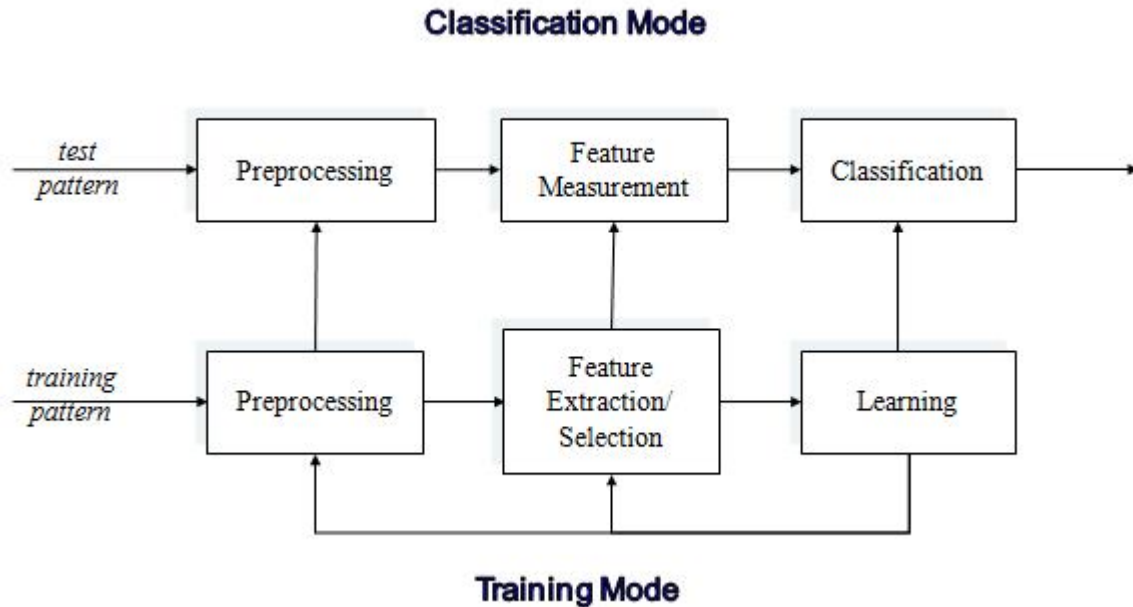 Classification Mode
test
pattern
Preprocessing
Feature
Measurement
Classification
training
pattern
Preprocessing
Feature
Extraction/
Selection
Learning
Training Mode